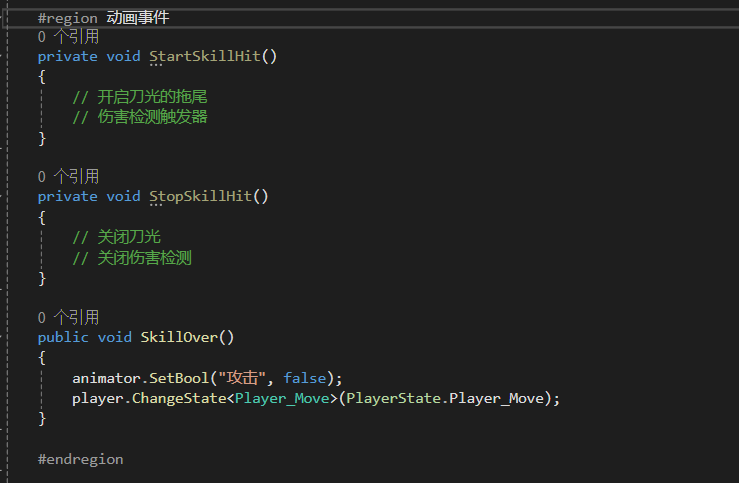 #region 动画事件
0 个引用
private void StartSkillHit()
{
// 开启刀光的拖尾
// 伤害检测触发器
}
0 个引用
private void StopSkillHit()
{
// 关闭刀光
// 关闭伤害检测
}
0 个引用
public void SkillOver()
{
animator.SetBool("攻击", false);
player.ChangeState<Player_Move>(PlayerState.Player_Move);
}
#endregion